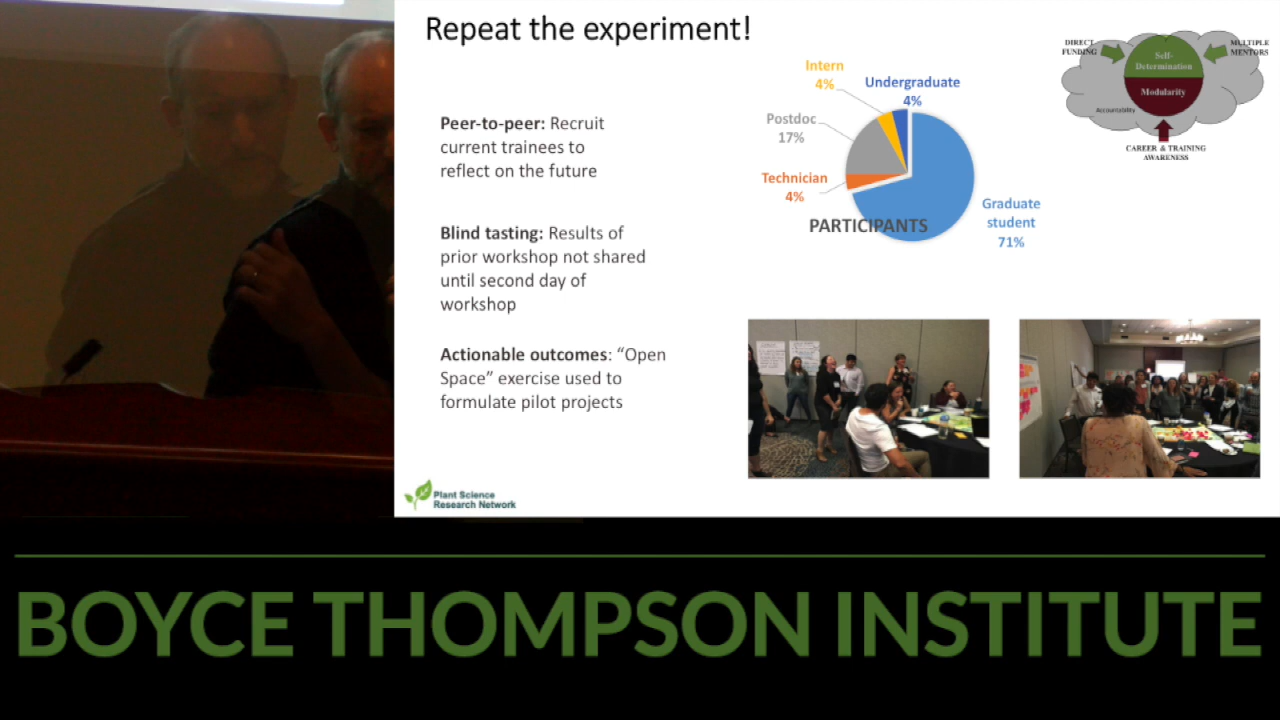 Repeat the experiment!
Peer-to-peer: Recruit
current trainees to
reflect on the future
Blind tasting: Results of
prior workshop not shared
until second day of
workshop
Actionable outcomes: “Open
Space” exercise used to
formulate pilot projects
Intern
4%
Undergraduate
4%
Postdoc
17%
Technician
4%
Graduate
student
71%
PARTICIPANTS
DIRECT
FUNDING
MULTIPLE
MENTORS
Self-
Determination
Modularity
Accountability
CAREER & TRAINING
AWARENESS
Plant Science
Research Network
BOYCE THOMPSON INSTITUTE